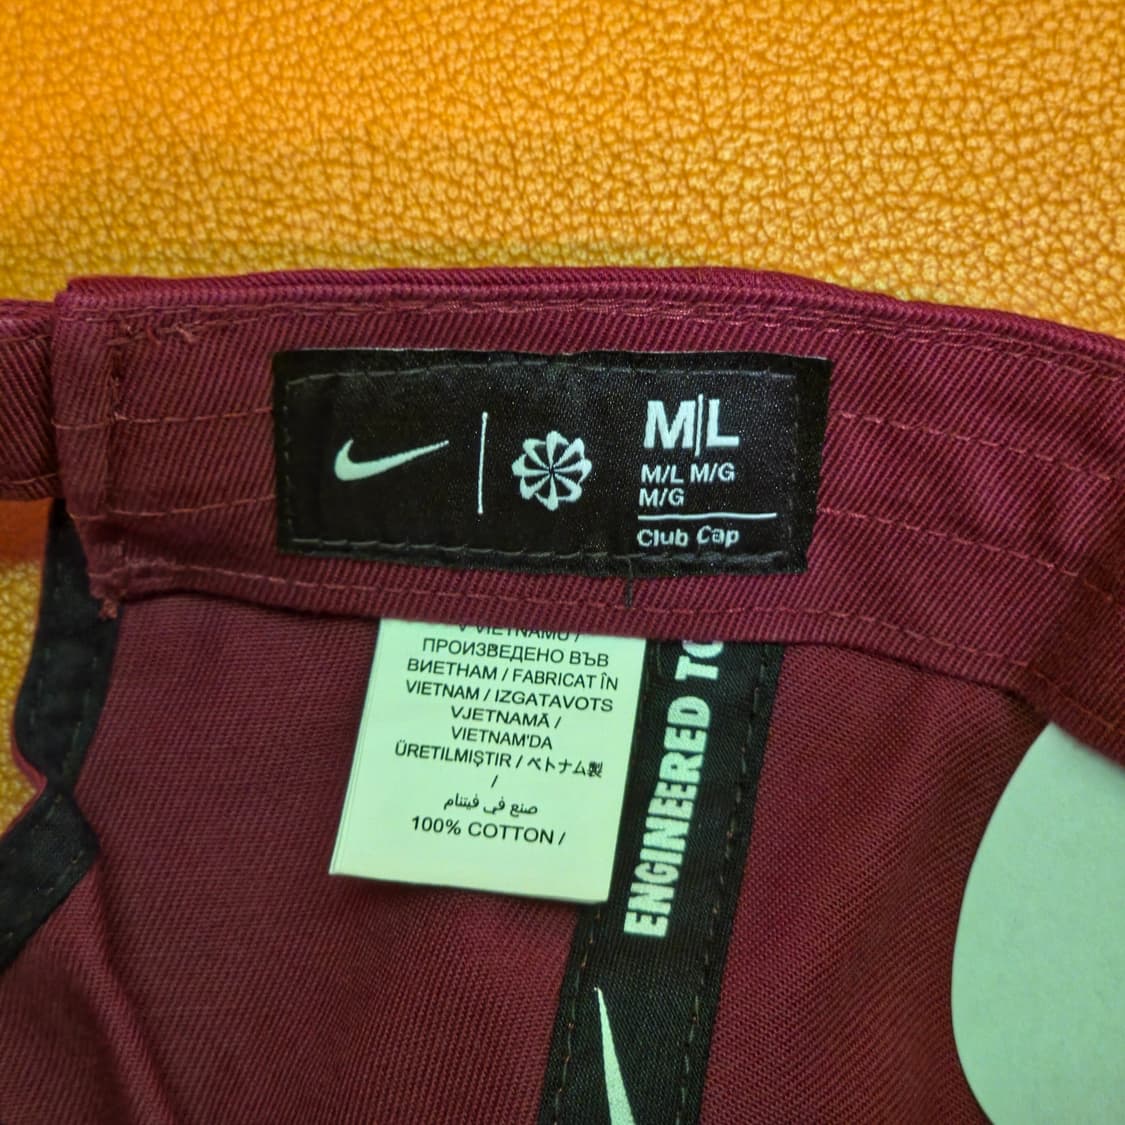 M|L
M/L M/G
M/G
Club Cap
V VIETNAMU /
ПРОИЗВЕДЕНО ВЪВ
ВИЕТНАМ / FABRICAT ÎN
VIETNAM / IZGATAVOTS
VJETNAMĀ /
VIETNAM'DA
ÜRETILMIŞTIR / ベトナム製
/
صنع في فيتنام
100% COTTON /
ENGINEERED TO